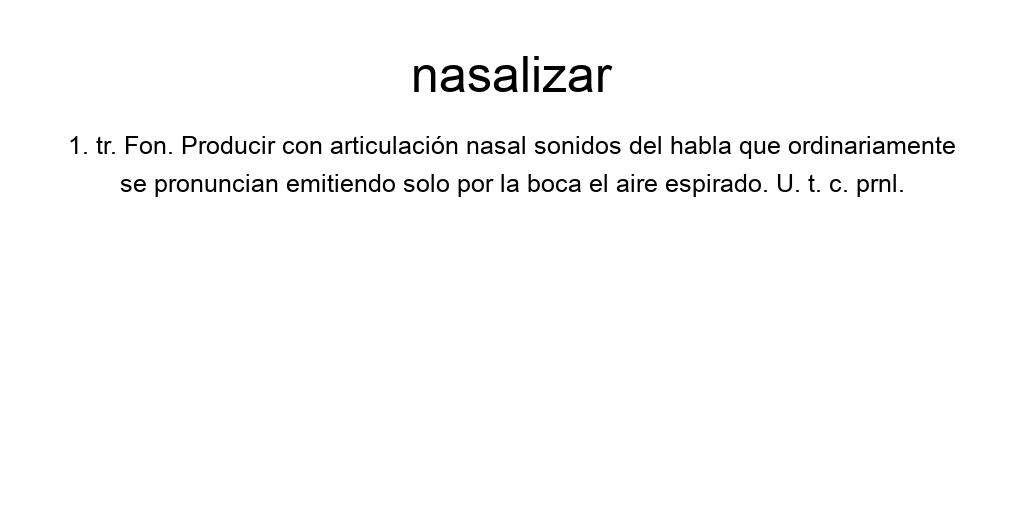 nasalizar
1. tr. Fon. Producir con articulación nasal sonidos del habla que ordinariamente
se pronuncian emitiendo solo por la boca el aire espirado. U. t. c. prnl.